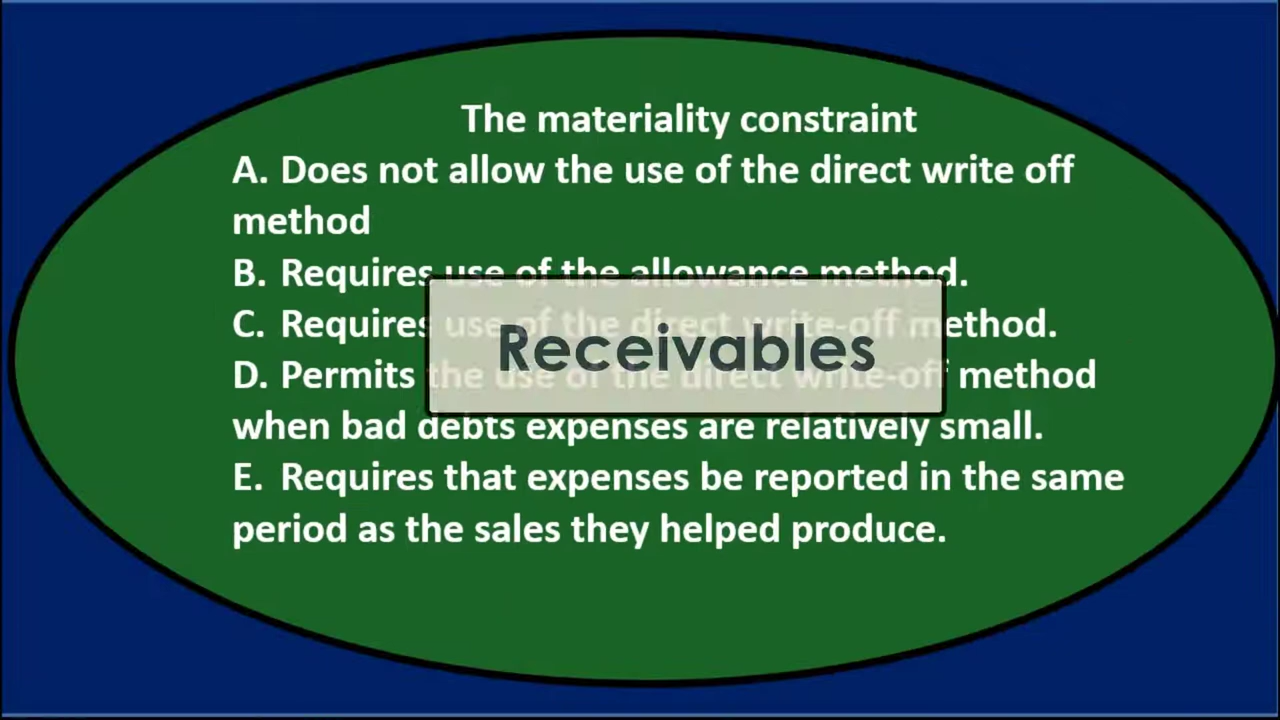 The materiality constraint
A. Does not allow the use of the direct write off
method
B. Requires use of the allowance method.
C. Requires use of the direct write-off method.
Receivables
D. Permits the use of the direct write-off method
when bad debts expenses are relatively small.
E. Requires that expenses be reported in the same
period as the sales they helped produce.